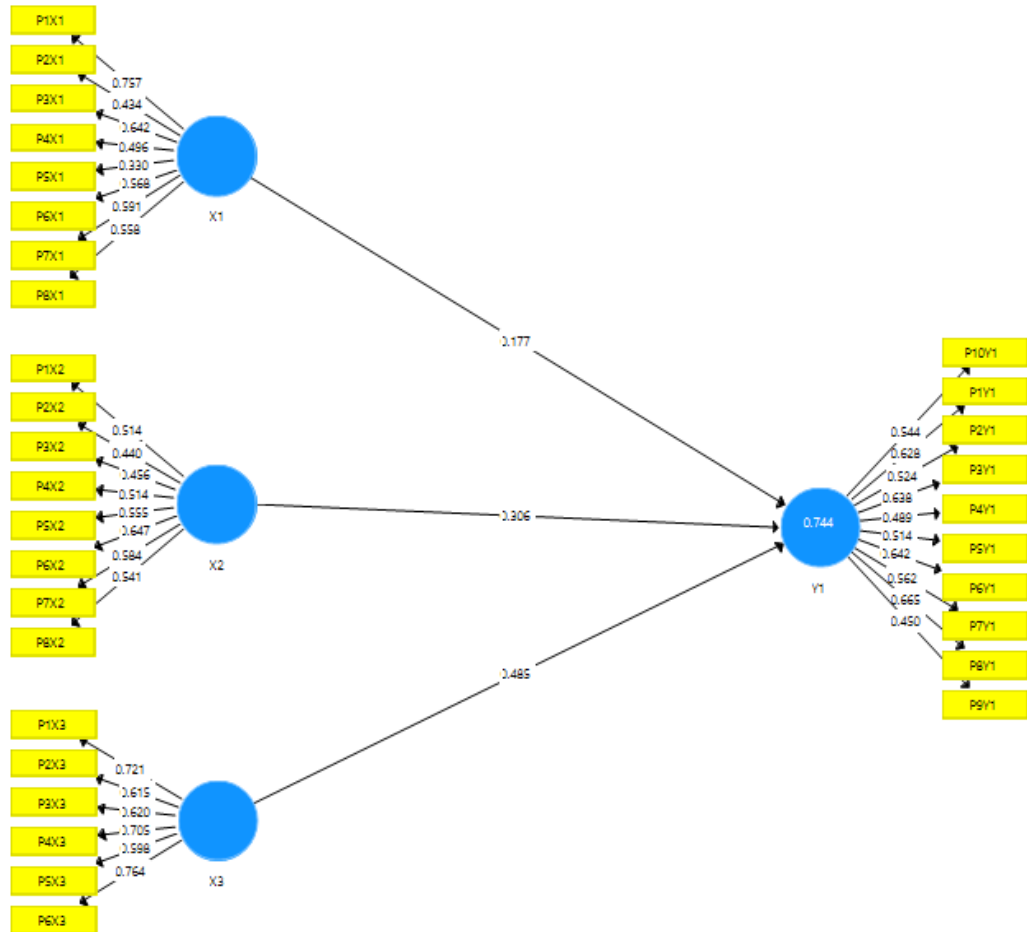 P1X1
P2X1
P3X1
P4X1
P5X1
P6X1
P7X1
P8X1
0.757
0.434
0.642
0.496
0.330
0.568
0.591
0.558
X1
0.177
P1X2
P2X2
P3X2
P4X2
P5X2
P6X2
P7X2
P8X2
0.514
0.440
0.456
0.514
0.555
0.647
0.584
0.541
X2
0.306
P1X3
P2X3
P3X3
P4X3
P5X3
P6X3
0.721
0.615
0.620
0.705
0.598
0.764
X3
0.485
0.744
Y1
0.544
0.628
0.524
0.638
0.489
0.514
0.642
0.562
0.665
0.450
P10Y1
P1Y1
P2Y1
P3Y1
P4Y1
P5Y1
P6Y1
P7Y1
P8Y1
P9Y1